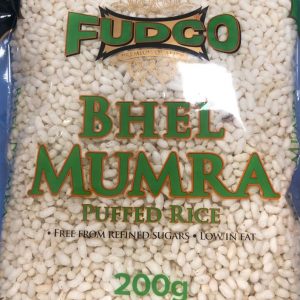 FUDCO
BHEL
MUMRA
PUFFED RICE
• FREE FROM REFINED SUGARS • LOW IN FAT
200g